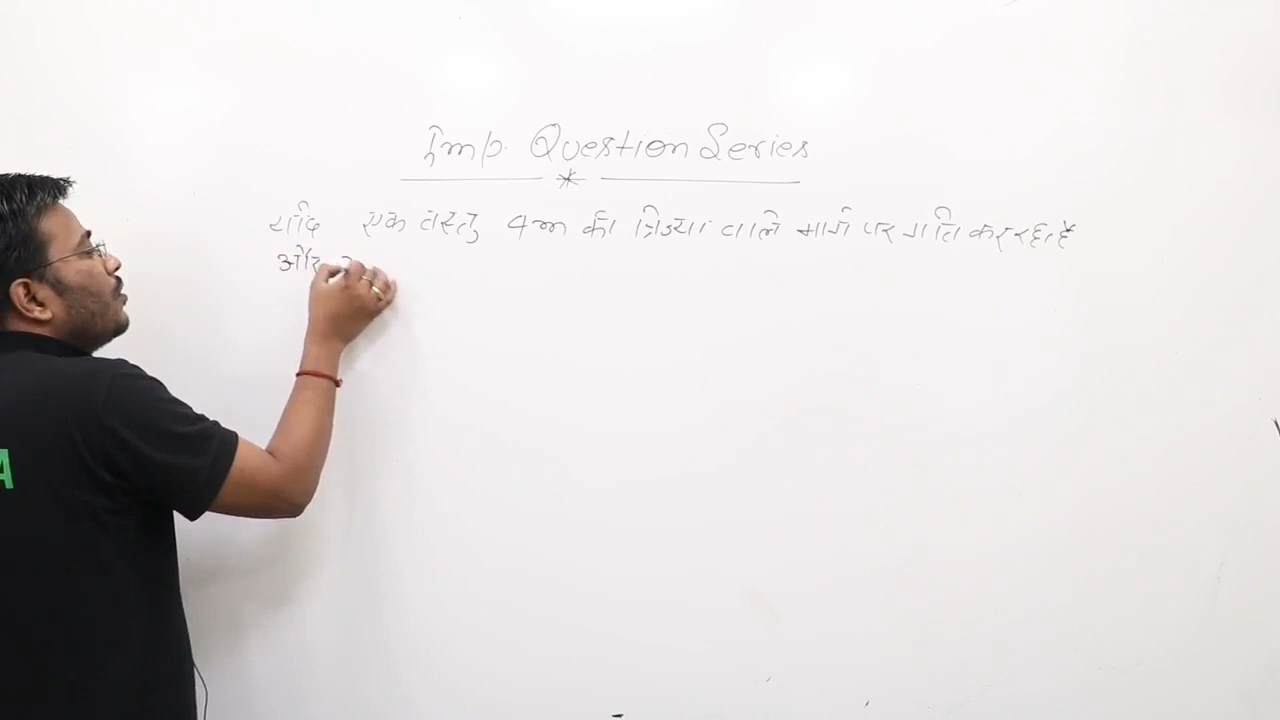 Imp. Question Series
यदि एक वस्तु 4m की त्रिज्या वाले मार्ग पर गति कर रहा है
और
A